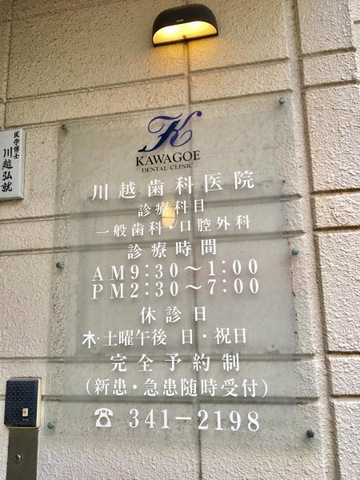 K
KAWAGOE
DENTAL CLINIC
川越歯科医院
診療科目
一般歯科・口腔外科
診療時間
AM9:30～1:00
PM2:30～7:00
休診日
木・土曜午後 日・祝日
完全予約制
(新患・急患随時受付)
☎341-2198
医学博士
川越弘就